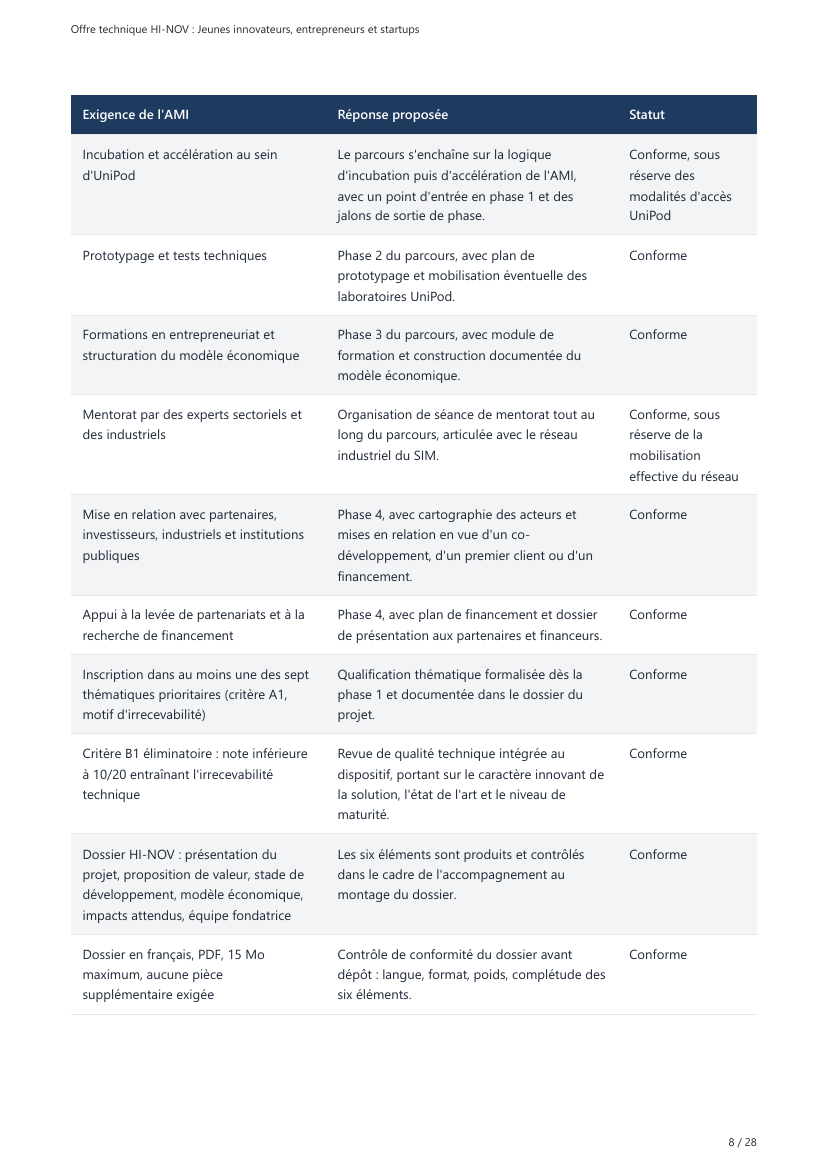 Offre technique HI-NOV : Jeunes innovateurs, entrepreneurs et startups
Exigence de l'AMI
Réponse proposée
Statut
Incubation et accélération au sein
d'UniPod
Le parcours s'enchaîne sur la logique
d'incubation puis d'accélération de l'AMI,
avec un point d'entrée en phase 1 et des
jalons de sortie de phase.
Conforme, sous
réserve des
modalités d'accès
UniPod
Prototypage et tests techniques
Phase 2 du parcours, avec plan de
prototypage et mobilisation éventuelle des
laboratoires UniPod.
Conforme
Formations en entrepreneuriat et
structuration du modèle économique
Phase 3 du parcours, avec module de
formation et construction documentée du
modèle économique.
Conforme
Mentorat par des experts sectoriels et
des industriels
Organisation de séance de mentorat tout au
long du parcours, articulée avec le réseau
industriel du SIM.
Conforme, sous
réserve de la
mobilisation
effective du réseau
Mise en relation avec partenaires,
investisseurs, industriels et institutions
publiques
Phase 4, avec cartographie des acteurs et
mises en relation en vue d'un co-
développement, d'un premier client ou d'un
financement.
Conforme
Appui à la levée de partenariats et à la
recherche de financement
Phase 4, avec plan de financement et dossier
de présentation aux partenaires et financeurs.
Conforme
Inscription dans au moins une des sept
thématiques prioritaires (critère A1,
motif d'irrecevabilité)
Qualification thématique formalisée dès la
phase 1 et documentée dans le dossier du
projet.
Conforme
Critère B1 éliminatoire : note inférieure
à 10/20 entraînant l'irrecevabilité
technique
Revue de qualité technique intégrée au
dispositif, portant sur le caractère innovant de
la solution, l'état de l'art et le niveau de
maturité.
Conforme
Dossier HI-NOV : présentation du
projet, proposition de valeur, stade de
développement, modèle économique,
impacts attendus, équipe fondatrice
Les six éléments sont produits et contrôlés
dans le cadre de l'accompagnement au
montage du dossier.
Conforme
Dossier en français, PDF, 15 Mo
maximum, aucune pièce
supplémentaire exigée
Contrôle de conformité du dossier avant
dépôt : langue, format, poids, complétude des
six éléments.
Conforme
8 / 28